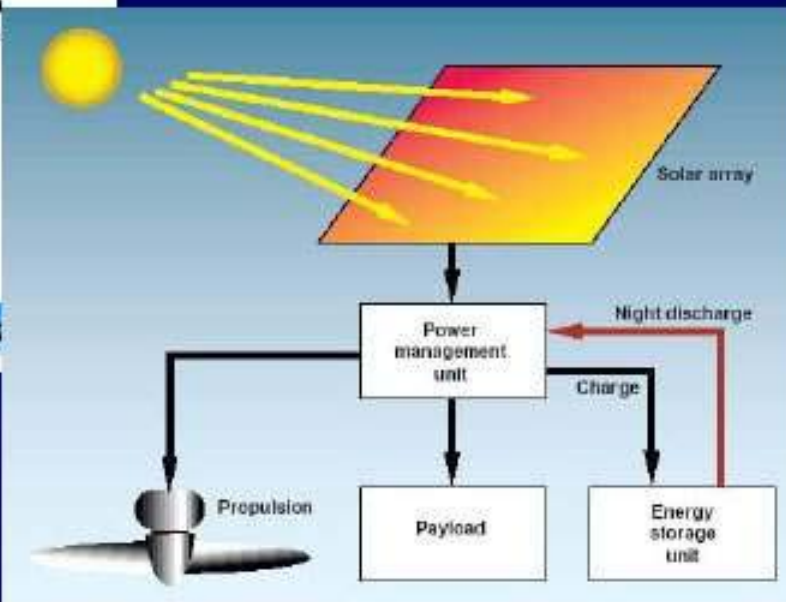 Solar array
Night discharge
Power
management
unit
Charge
Propulsion
Payload
Energy
storage
unit